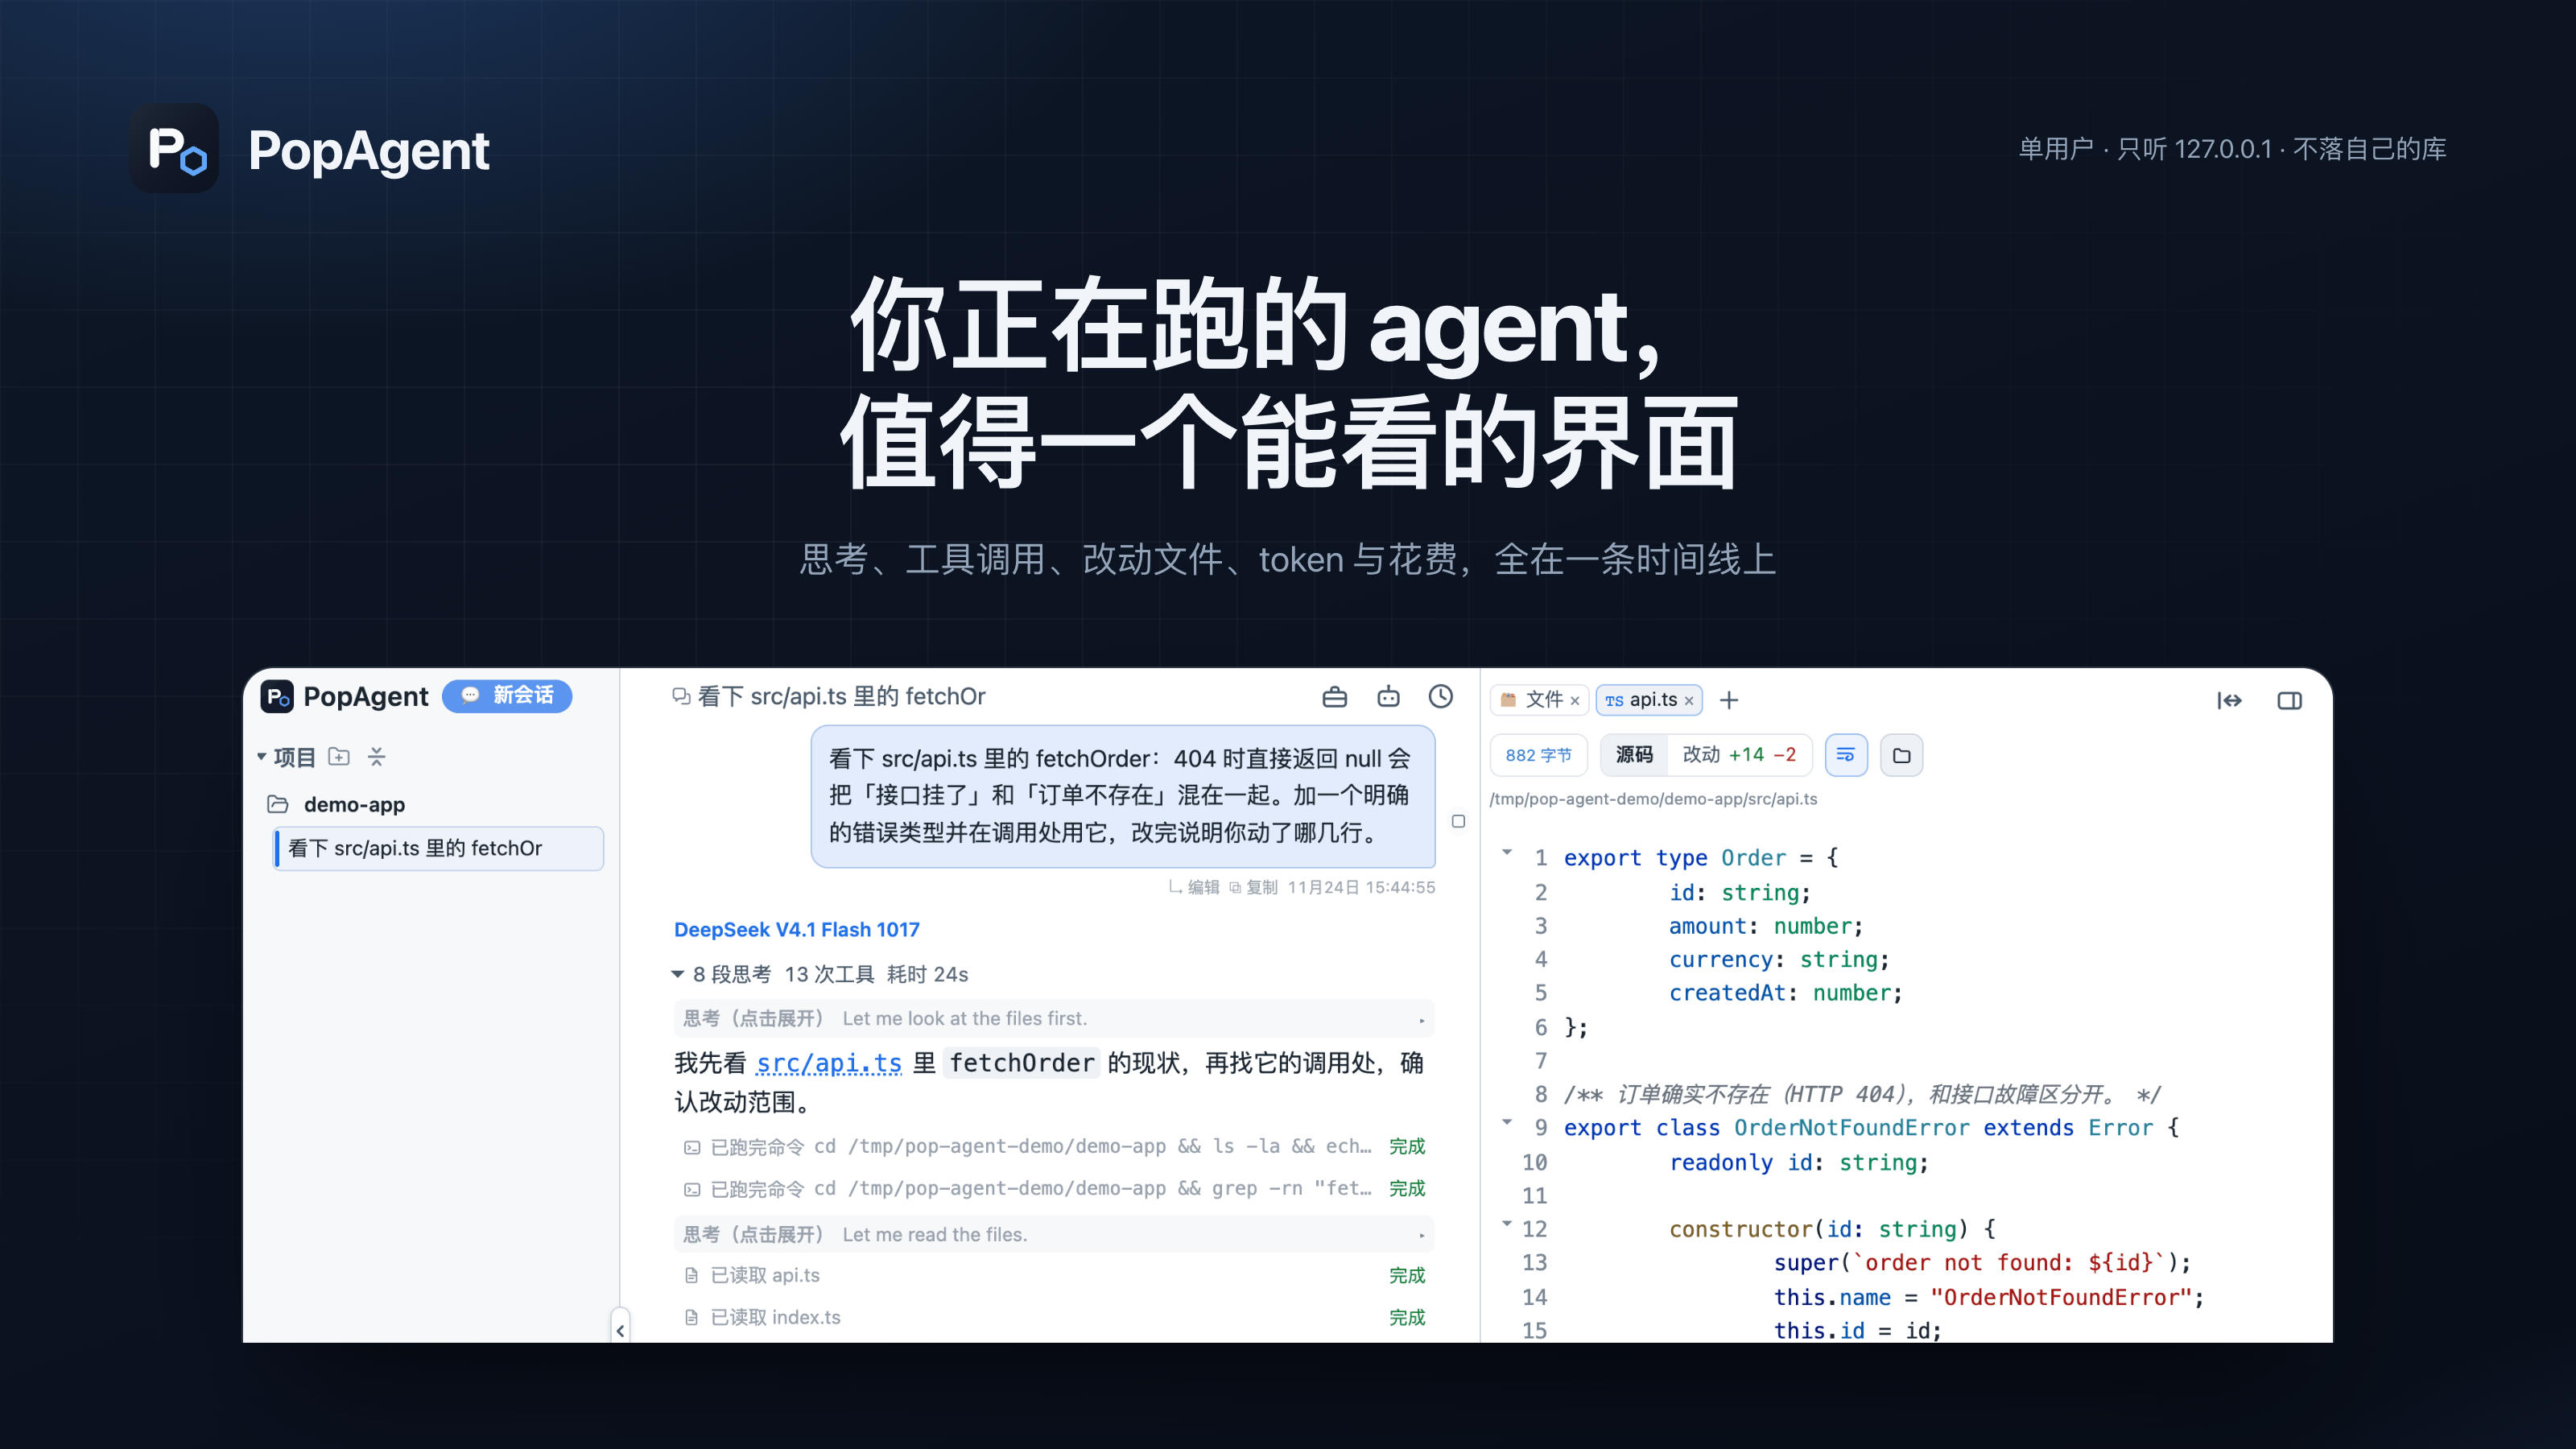 PopAgent
单用户 · 只听 127.0.0.1 · 不落自己的库
你正在跑的 agent，
值得一个能看的界面
思考、工具调用、改动文件、token 与花费，全在一条时间线上
PopAgent
新会话
项目
demo-app
看下 src/api.ts 里的 fetchOr
看下 src/api.ts 里的 fetchOr
看下 src/api.ts 里的 fetchOrder：404 时直接返回 null 会
把「接口挂了」和「订单不存在」混在一起。加一个明确
的错误类型并在调用处用它，改完说明你动了哪几行。
编辑 复制 11月24日 15:44:55
DeepSeek V4.1 Flash 1017
8 段思考 13 次工具 耗时 24s
思考（点击展开） Let me look at the files first.
我先看 src/api.ts 里 fetchOrder 的现状，再找它的调用处，确
认改动范围。
已跑完命令 cd /tmp/pop-agent-demo/demo-app && ls -la && ech… 完成
已跑完命令 cd /tmp/pop-agent-demo/demo-app && grep -rn "fet… 完成
思考（点击展开） Let me read the files.
已读取 api.ts 完成
已读取 index.ts 完成
文件 × TS api.ts × +
882 字节 源码 改动 +14 −2
/tmp/pop-agent-demo/demo-app/src/api.ts
1 export type Order = {
2 id: string;
3 amount: number;
4 currency: string;
5 createdAt: number;
6 };
7
8 /** 订单确实不存在（HTTP 404），和接口故障区分开。 */
9 export class OrderNotFoundError extends Error {
10 readonly id: string;
11
12 constructor(id: string) {
13 super(`order not found: ${id}`);
14 this.name = "OrderNotFoundError";
15 this.id = id;